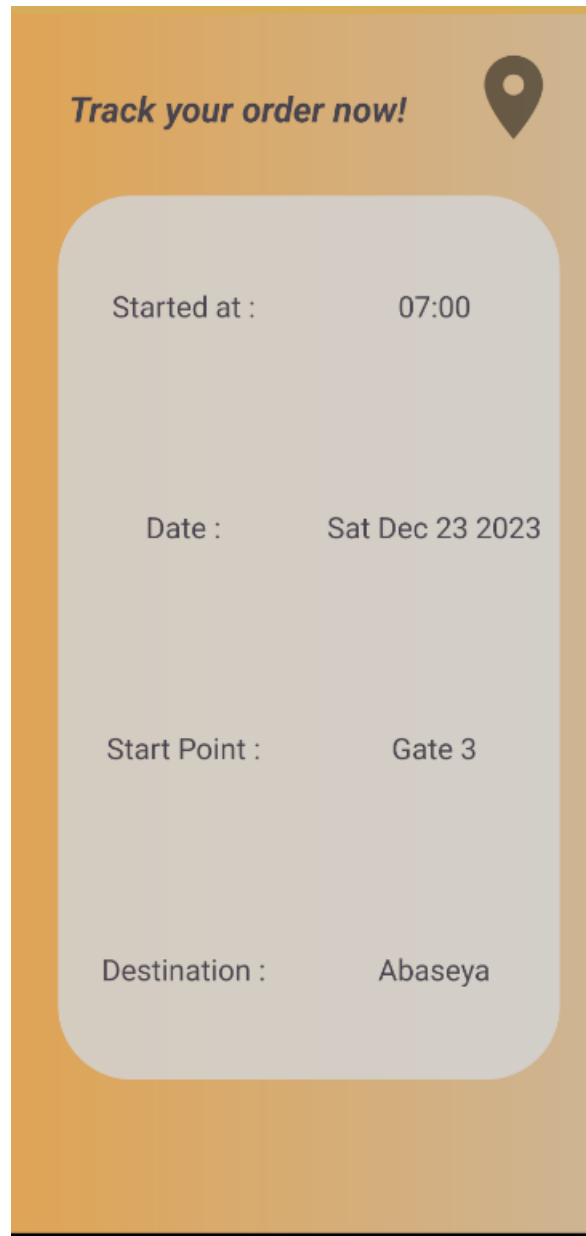 Track your order now!
Started at : 07:00
Date : Sat Dec 23 2023
Start Point : Gate 3
Destination : Abaseya